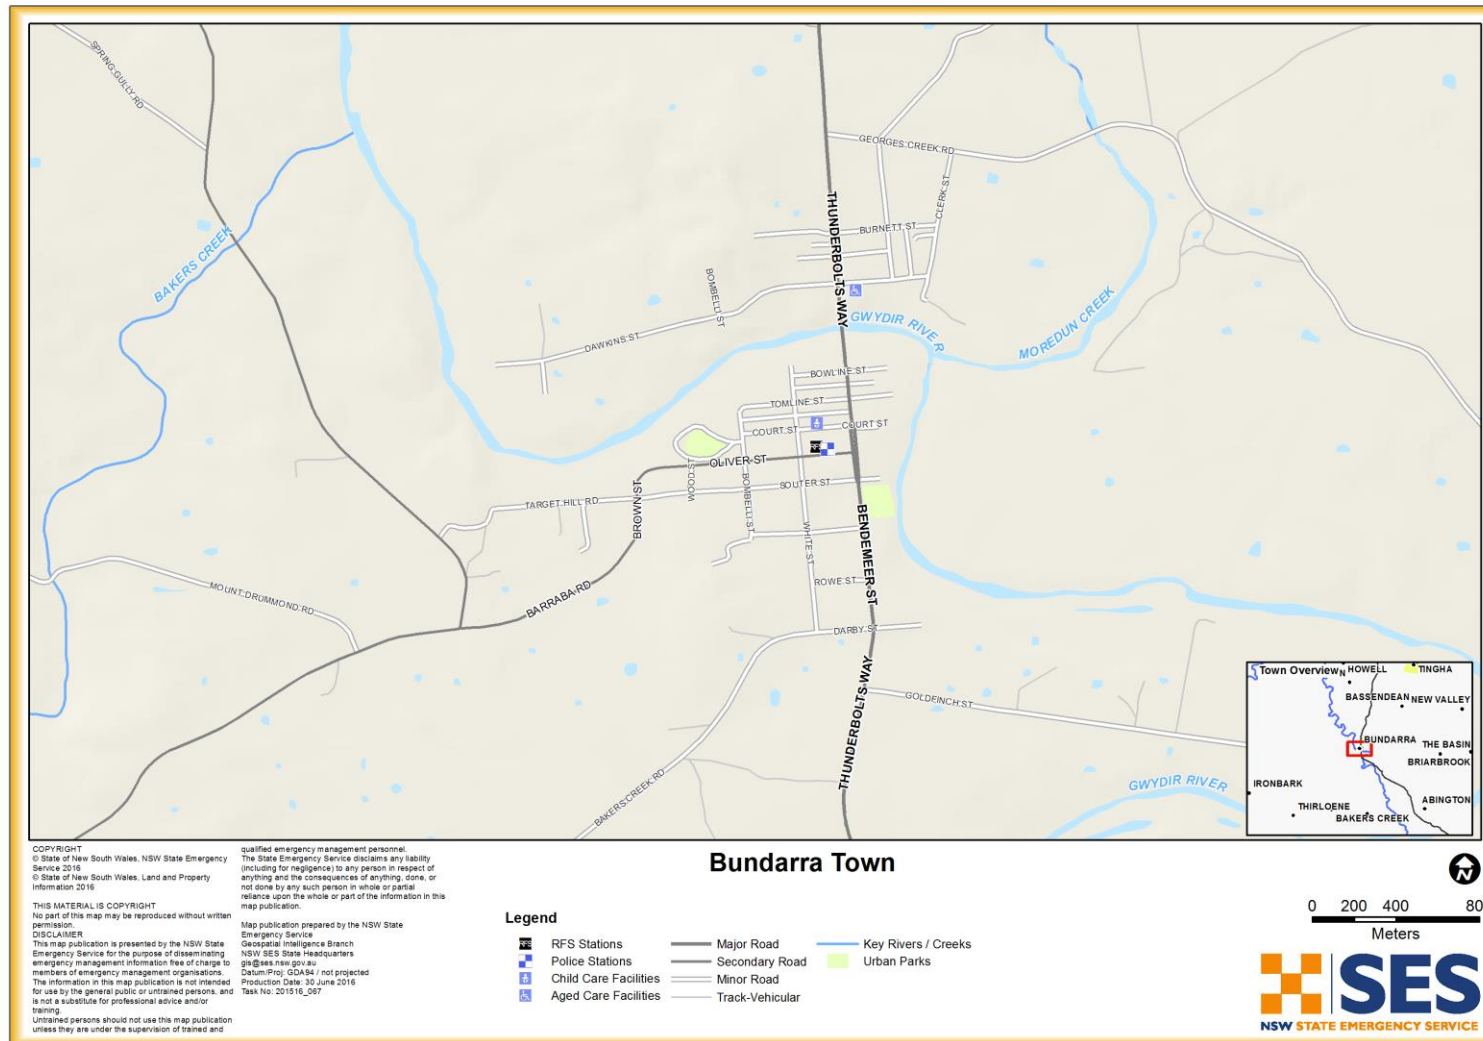 SPRING GULLY RD
BAKERS CREEK
GEORGES CREEK RD
CLERK ST
THUNDERBOLTS WAY
BURNETT ST
BOMBELLI ST
GWYDIR RIVER
MOREDUN CREEK
DAWKINS ST
BOWLINE ST
TOMLINE ST
COURT ST
COURT ST
RFS
OLIVER ST
WOOD ST
BOMBELLI ST
SOUTER ST
TARGET HILL RD
BROWN ST
WHITE ST
BENDEMEER ST
ROWE ST
BARRABA RD
MOUNT DRUMMOND RD
DARBY ST
THUNDERBOLTS WAY
GOLDFINCH ST
BAKERS CREEK RD
GWYDIR RIVER
Town Overview
N
HOWELL
TINGHA
BASSENDEAN
NEW VALLEY
BUNDARRA
THE BASIN
BRIARBROOK
IRONBARK
ABINGTON
THIRLOENE
BAKERS CREEK
COPYRIGHT
© State of New South Wales, NSW State Emergency
Service 2016
© State of New South Wales, Land and Property
Information 2016
THIS MATERIAL IS COPYRIGHT
No part of this map may be reproduced without written
permission.
DISCLAIMER
This map publication is presented by the NSW State
Emergency Service for the purpose of disseminating
emergency management information free of charge to
members of emergency management organisations.
The information in this map publication is not intended
for use by the general public or untrained persons, and
is not a substitute for professional advice and/or
training.
Untrained persons should not use this map publication
unless they are under the supervision of trained and
qualified emergency management personnel.
The State Emergency Service disclaims any liability
(including for negligence) to any person in respect of
anything and the consequences of anything, done, or
not done by any such person in whole or partial
reliance upon the whole or part of the information in this
map publication.
Map publication prepared by the NSW State
Emergency Service
Geospatial Intelligence Branch
NSW SES State Headquarters
gis@ses.nsw.gov.au
Datum/Proj: GDA94 / not projected
Production Date: 30 June 2016
Task No: 201516_067
Bundarra Town
Legend
RFS RFS Stations
Police Stations
Child Care Facilities
Aged Care Facilities
Major Road
Secondary Road
Minor Road
Track-Vehicular
Key Rivers / Creeks
Urban Parks
N
0 200 400 80
Meters
SES
NSW STATE EMERGENCY SERVICE